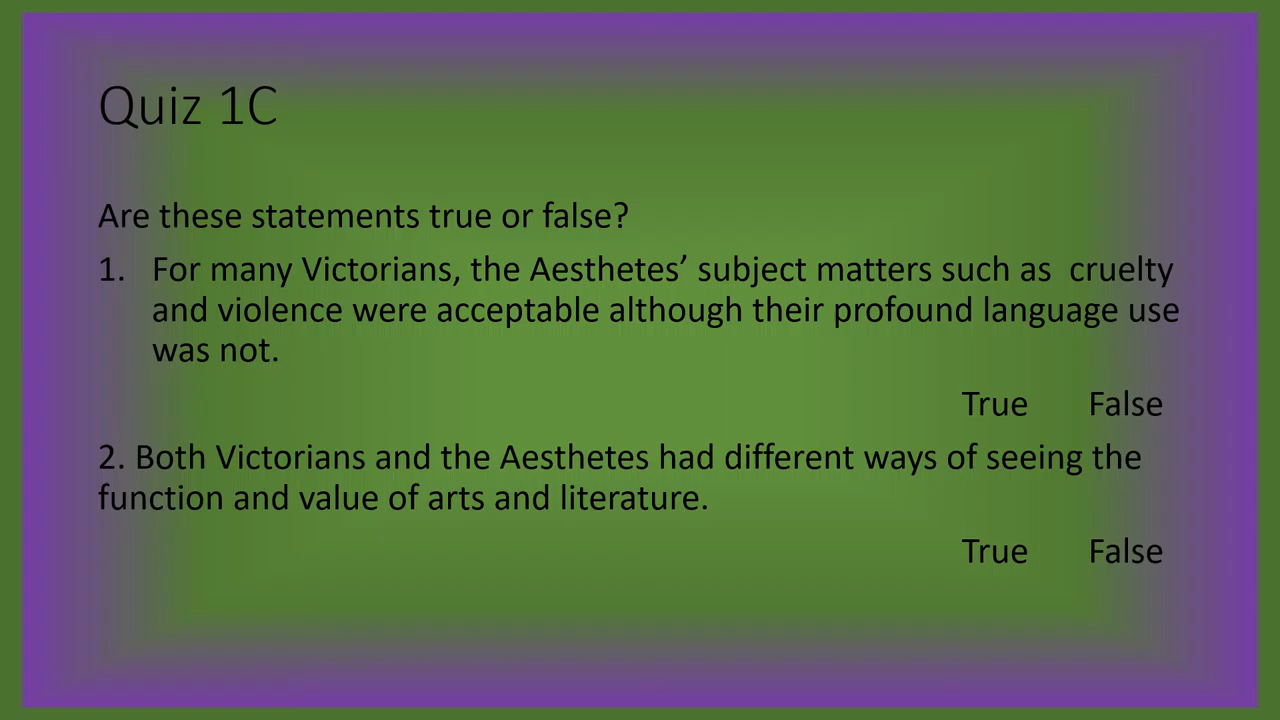 Quiz 1C
Are these statements true or false?
1. For many Victorians, the Aesthetes’ subject matters such as  cruelty
and violence were acceptable although their profound language use
was not.
True False
2. Both Victorians and the Aesthetes had different ways of seeing the
function and value of arts and literature.
True False